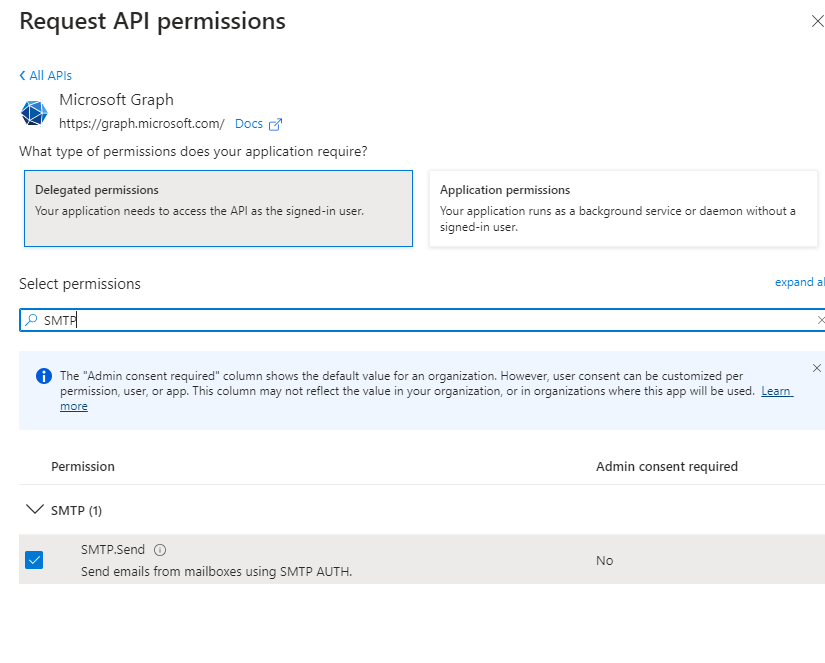 Request API permissions
All APIs
Microsoft Graph
https://graph.microsoft.com/ Docs
What type of permissions does your application require?
Delegated permissions
Your application needs to access the API as the signed-in user.
Application permissions
Your application runs as a background service or daemon without a
signed-in user.
Select permissions
expand al
SMTP
The "Admin consent required" column shows the default value for an organization. However, user consent can be customized per
permission, user, or app. This column may not reflect the value in your organization, or in organizations where this app will be used. Learn
more
Permission
Admin consent required
SMTP (1)
SMTP.Send
Send emails from mailboxes using SMTP AUTH.
No